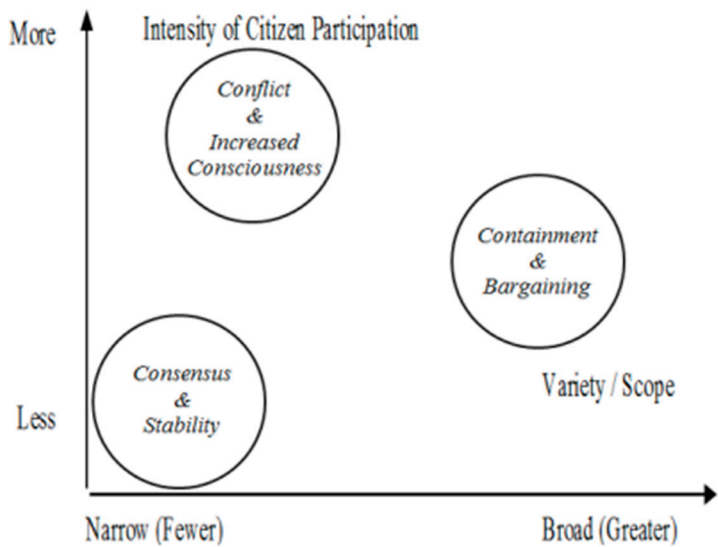 More
Intensity of Citizen Participation
Conflict
&
Increased
Consciousness
Containment
&
Bargaining
Consensus
&
Stability
Variety / Scope
Less
Narrow (Fewer)
Broad (Greater)